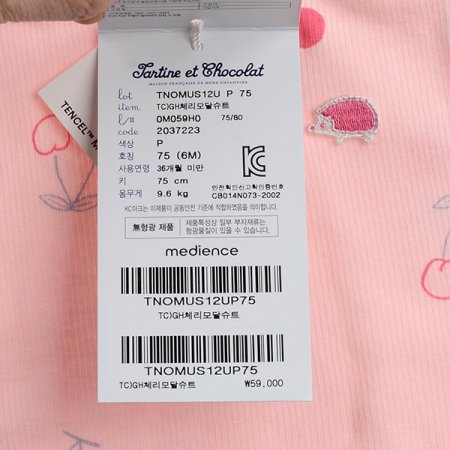 Tartine et Chocolat
MAISON FRANÇAISE DE MODE ENFANTINE
lot TNOMUS12U P 75
item TC)GH체리모달슈트
L/# 0M059H0 75/80
code 2037223
색상 P
호칭 75 (6M)
사용연령 36개월 미만
키 75 cm
몸무게 9.6 kg
안전확인신고확인증번호
CB014N073-2002
KC마크는 이제품이 공통안전 기준에 적합하였음을 의미합니다.
無형광 제품
제품특성상 일부 부자재류는
형광물질이 있을 수 있습니다.
medience
TNOMUS12UP75
TC)GH체리모달슈트
TNOMUS12UP75
TC)GH체리모달슈트 ₩59,000
TENCEL™ M